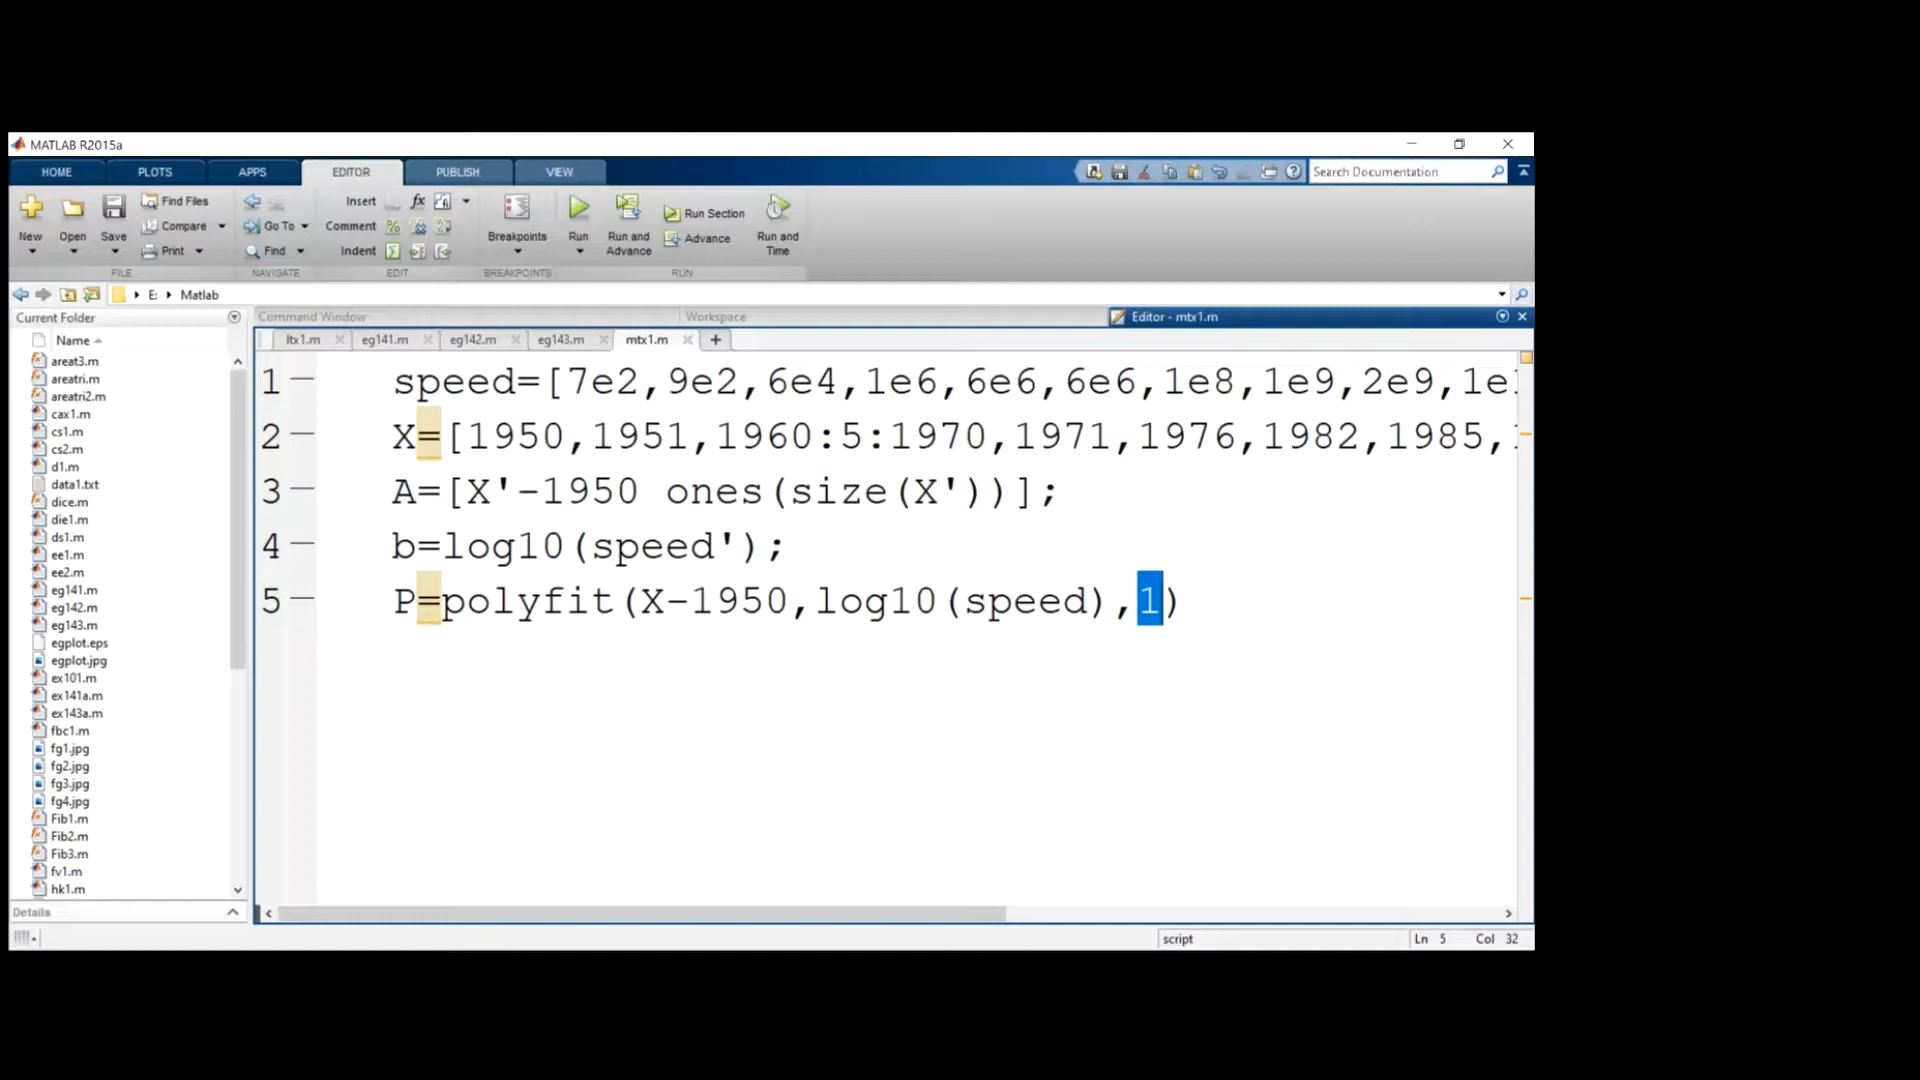 MATLAB R2015a
HOME PLOTS APPS EDITOR PUBLISH VIEW Search Documentation
New Open Save Find Files Compare Print
Go To Find
Insert fx
Comment
Indent
Breakpoints Run Run and Advance Run Section Advance Run and Time
FILE NAVIGATE EDIT BREAKPOINTS RUN
E: Matlab
Current Folder Command Window Workspace Editor - mtx1.m
Name
ltx1.m eg141.m eg142.m eg143.m mtx1.m +
areat3.m
areatri.m
areatri2.m
cax1.m
cs1.m
cs2.m
d1.m
data1.txt
dice.m
die1.m
ds1.m
ee1.m
ee2.m
eg141.m
eg142.m
eg143.m
egplot.eps
egplot.jpg
ex101.m
ex141a.m
ex143a.m
fbc1.m
fg1.jpg
fg2.jpg
fg3.jpg
fg4.jpg
Fib1.m
Fib2.m
Fib3.m
fv1.m
hk1.m
Details
1 speed=[7e2,9e2,6e4,1e6,6e6,6e6,1e8,1e9,2e9,1e
2 X=[1950,1951,1960:5:1970,1971,1976,1982,1985,
3 A=[X'-1950 ones(size(X'))];
4 b=log10(speed');
5 P=polyfit(X-1950,log10(speed),1)
script Ln 5 Col 32